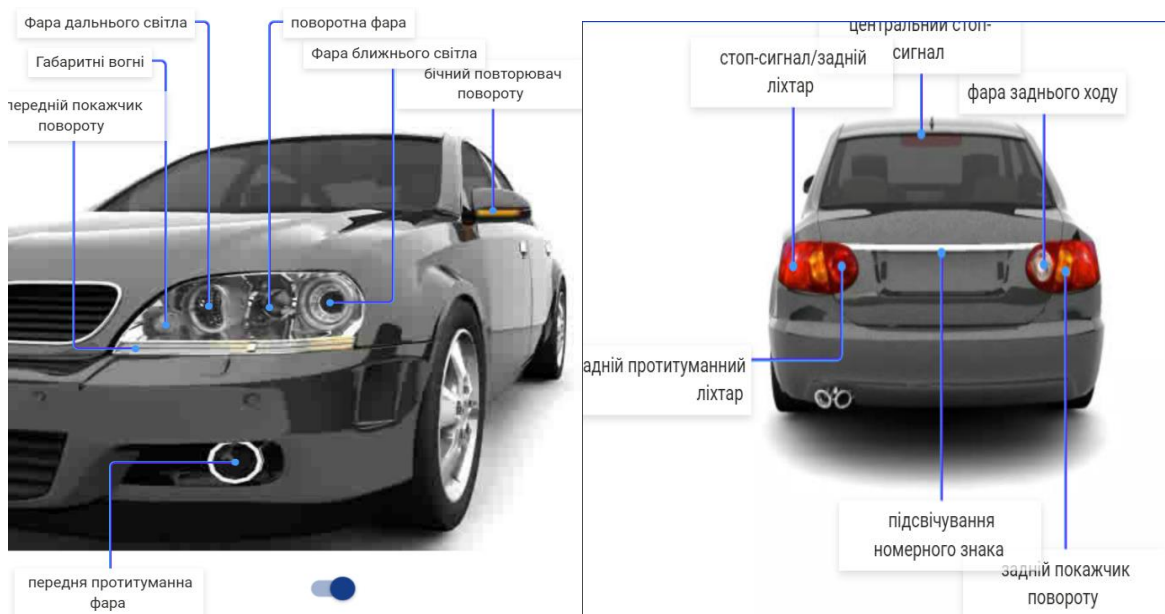 Фара дальнього світла
поворотна фара
Габаритні вогні
Фара ближнього світла
бічний повторювач
повороту
передній покажчик
повороту
передня протитуманна
фара
центральний стоп-
сигнал
стоп-сигнал/задній
ліхтар
фара заднього ходу
адній протитуманний
ліхтар
підсвічування
номерного знака
задній покажчик
повороту